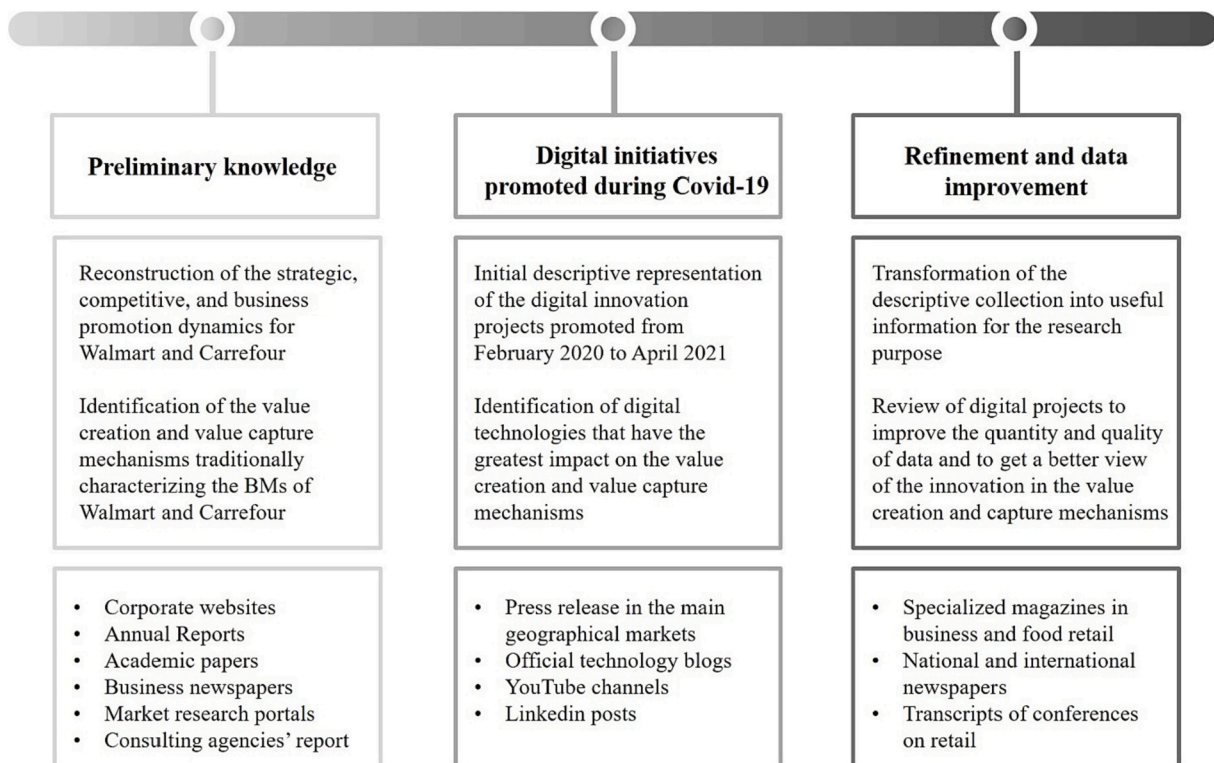 Preliminary knowledge
Reconstruction of the strategic,
competitive, and business
promotion dynamics for
Walmart and Carrefour
Identification of the value
creation and value capture
mechanisms traditionally
characterizing the BMs of
Walmart and Carrefour
• Corporate websites
• Annual Reports
• Academic papers
• Business newspapers
• Market research portals
• Consulting agencies’ report
Digital initiatives
promoted during Covid-19
Initial descriptive representation
of the digital innovation
projects promoted from
February 2020 to April 2021
Identification of digital
technologies that have the
greatest impact on the value
creation and value capture
mechanisms
• Press release in the main
geographical markets
• Official technology blogs
• YouTube channels
• Linkedin posts
Refinement and data
improvement
Transformation of the
descriptive collection into useful
information for the research
purpose
Review of digital projects to
improve the quantity and quality
of data and to get a better view
of the innovation in the value
creation and capture mechanisms
• Specialized magazines in
business and food retail
• National and international
newspapers
• Transcripts of conferences
on retail